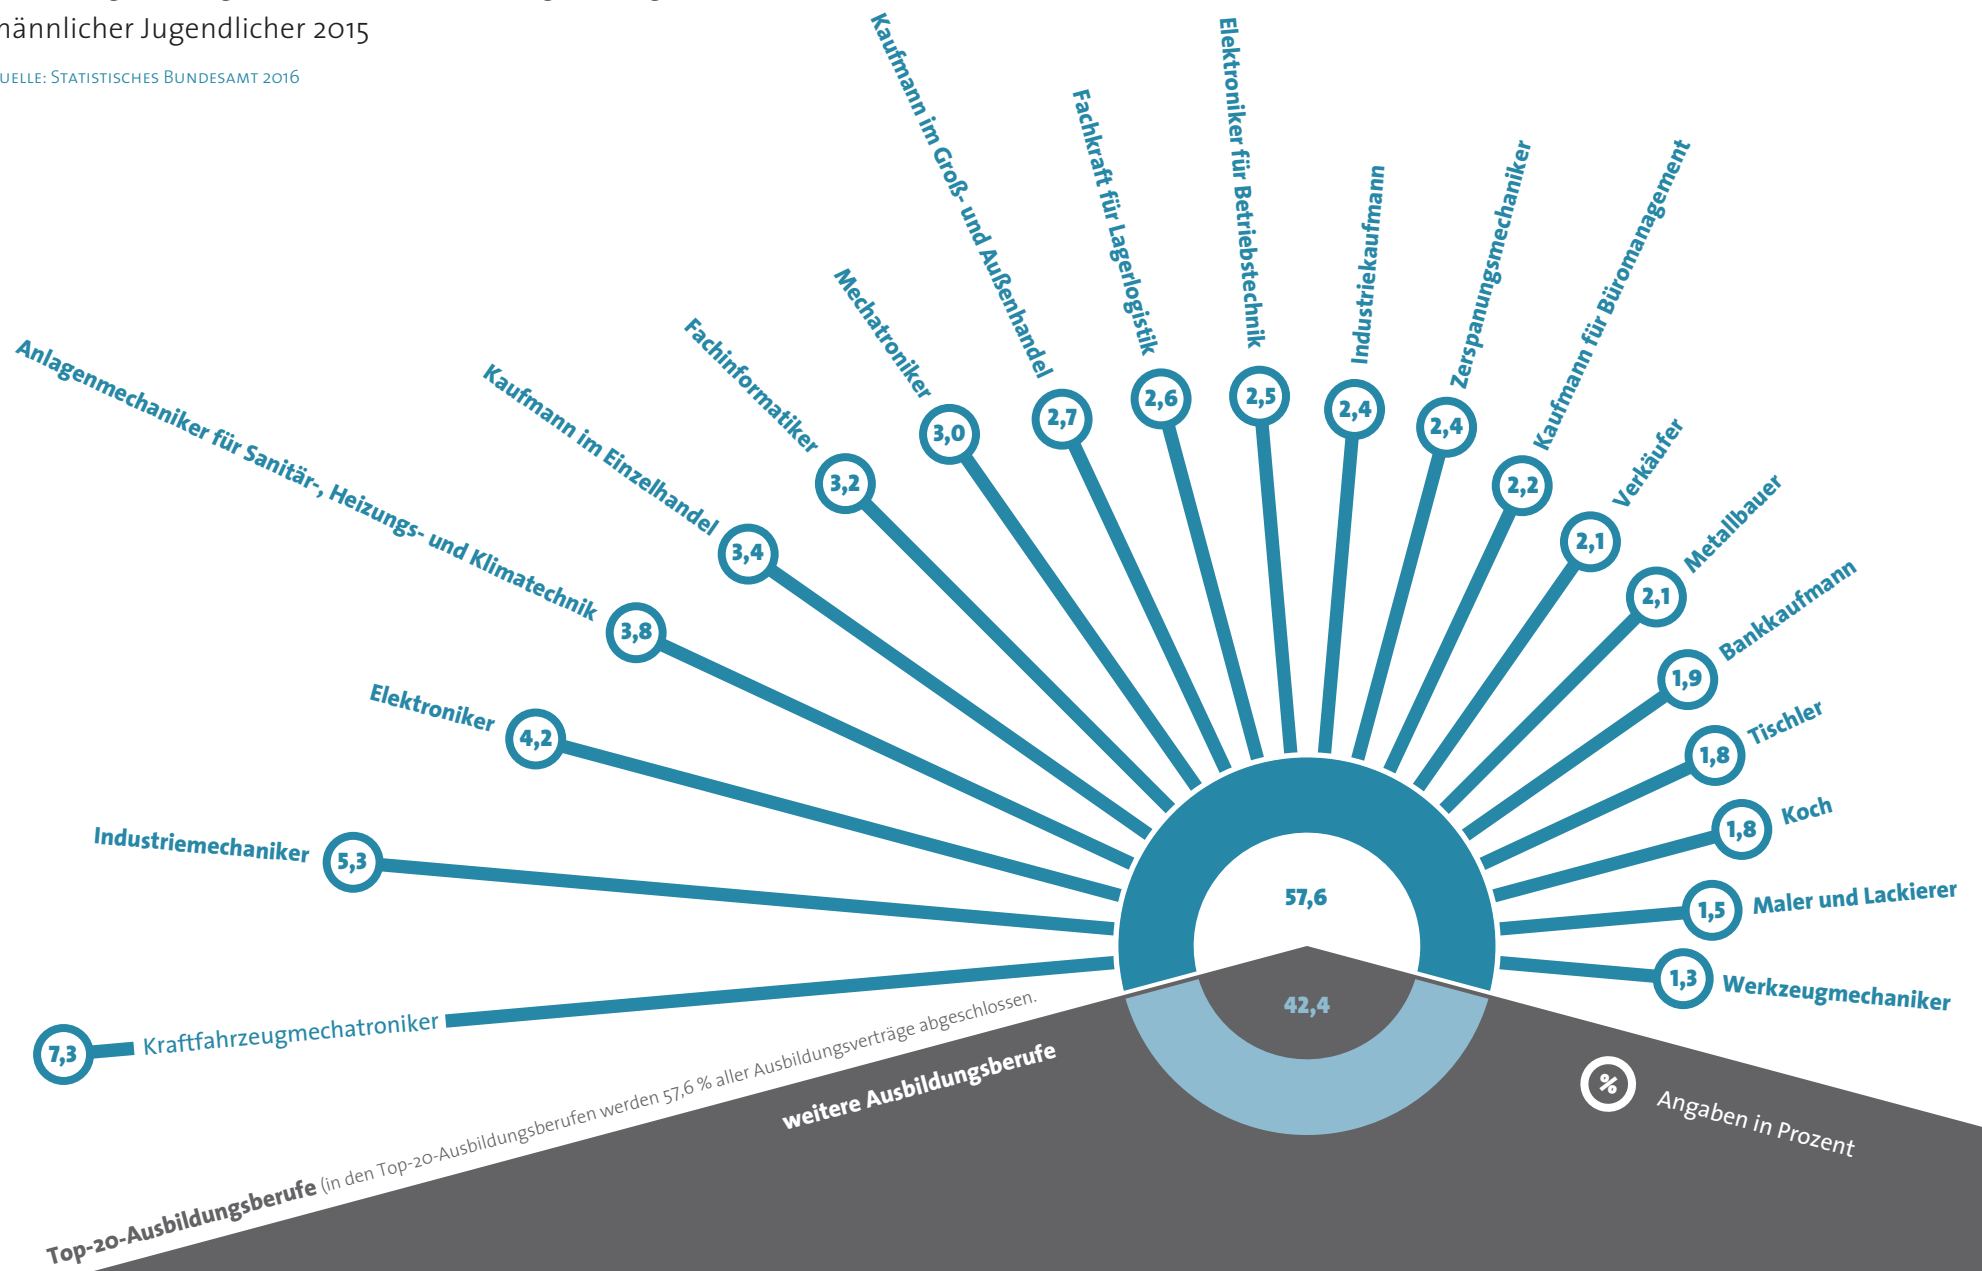 männlicher Jugendlicher 2015
UELLE: STATISTISCHES BUNDESAMT 2016
7,3
Kraftfahrzeugmechatroniker
Industriemechaniker
5,3
Elektroniker
4,2
Anlagenmechaniker für Sanitär-, Heizungs- und Klimatechnik
3,8
Kaufmann im Einzelhandel
3,4
Fachinformatiker
3,2
Mechatroniker
3,0
Kaufmann im Groß- und Außenhandel
2,7
Fachkraft für Lagerlogistik
2,6
Elektroniker für Betriebstechnik
2,5
Industriekaufmann
2,4
Zerspanungsmechaniker
2,4
Kaufmann für Büromanagement
2,2
Verkäufer
2,1
Metallbauer
2,1
Bankkaufmann
1,9
Tischler
1,8
Koch
1,8
Maler und Lackierer
1,5
Werkzeugmechaniker
1,3
57,6
42,4
Top-20-Ausbildungsberufe (in den Top-20-Ausbildungsberufen werden 57,6 % aller Ausbildungsverträge abgeschlossen.
weitere Ausbildungsberufe
% Angaben in Prozent